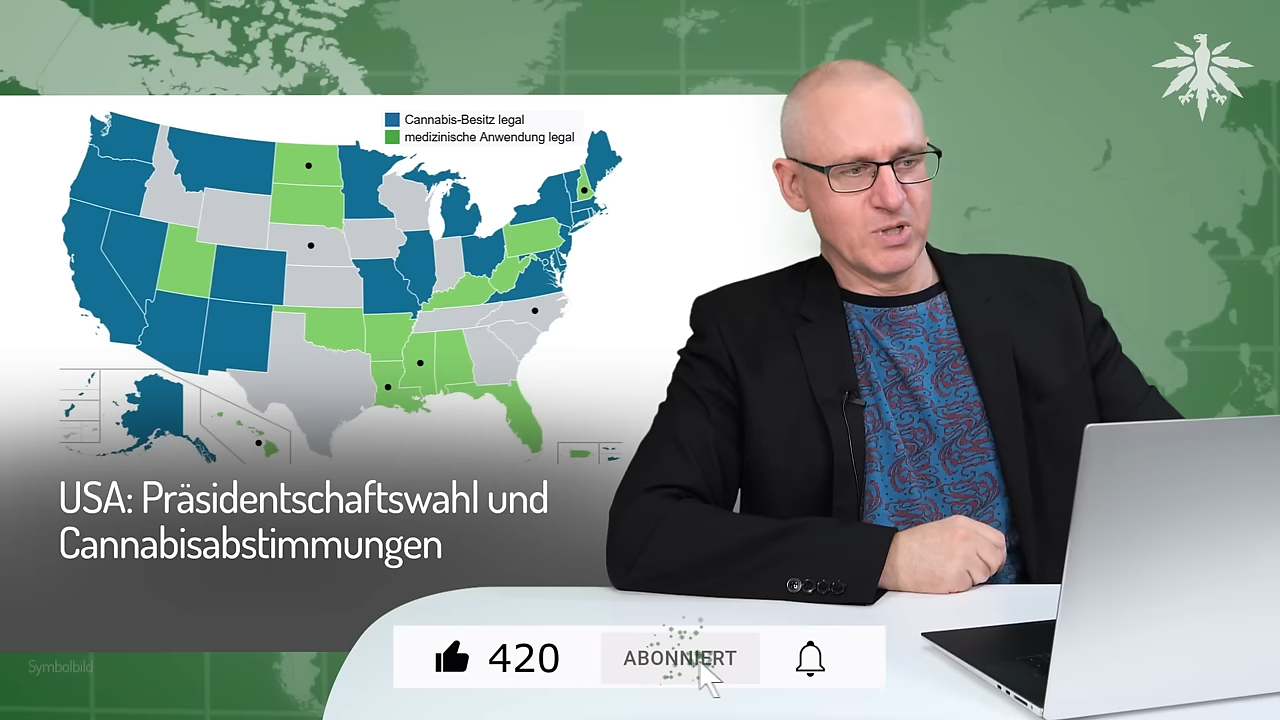 Cannabis-Besitz legal
medizinische Anwendung legal
USA: Präsidentschaftswahl und
Cannabisabstimmungen
Symbolbild
420
ABONNIERT